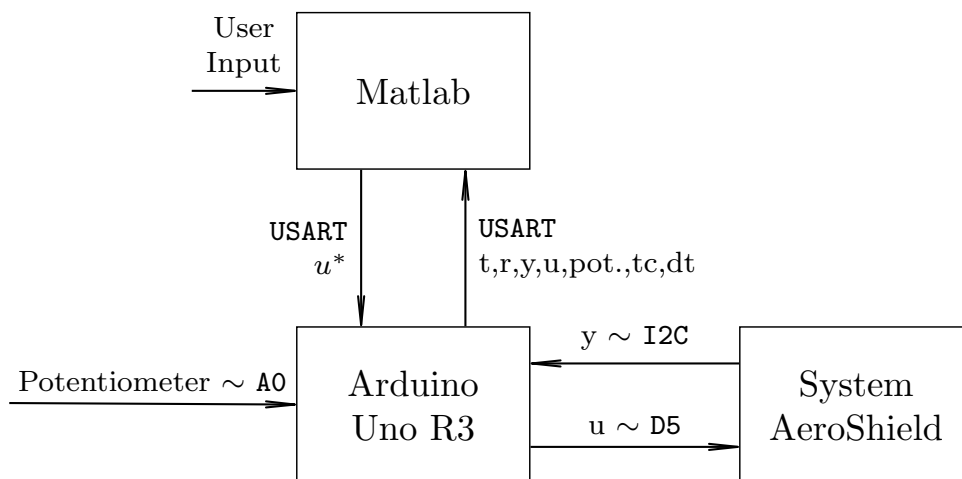 User
Input
Matlab
USART
u*
USART
t,r,y,u,pot.,tc,dt
Potentiometer ∼ A0
Arduino
Uno R3
y ∼ I2C
u ∼ D5
System
AeroShield